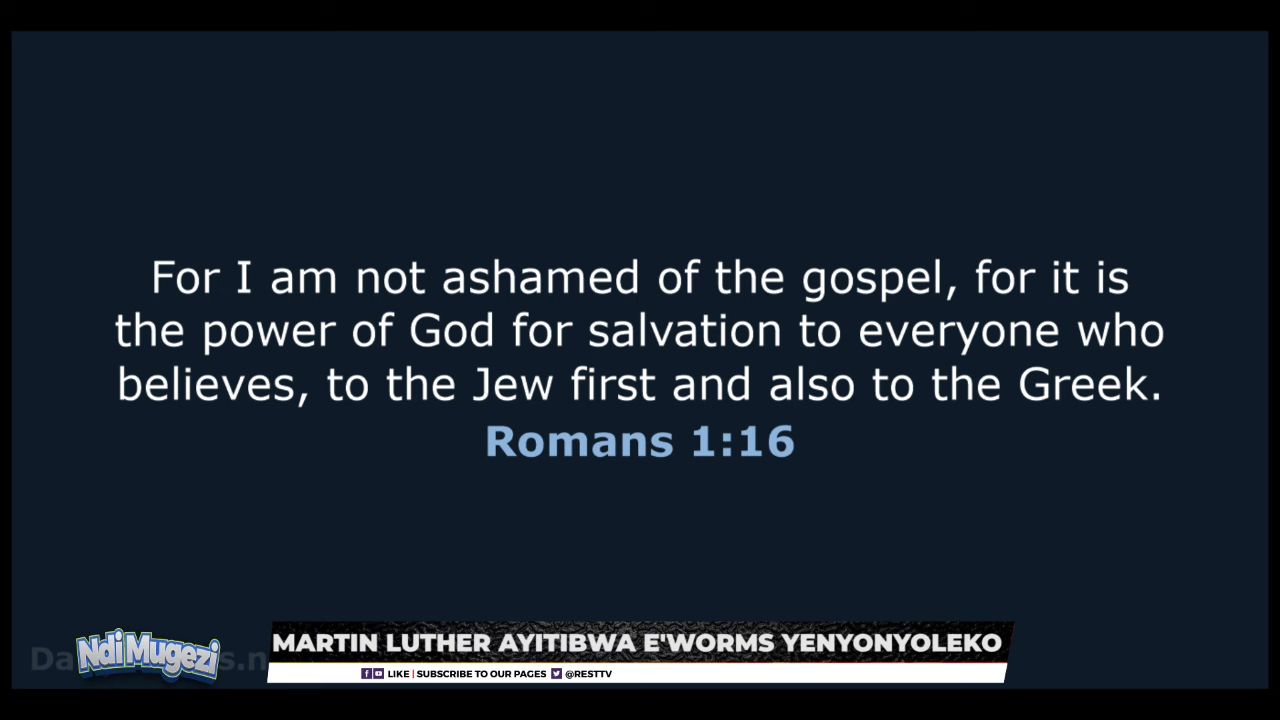 For I am not ashamed of the gospel, for it is
the power of God for salvation to everyone who
believes, to the Jew first and also to the Greek.
Romans 1:16
Ndi Mugezi
MARTIN LUTHER AYITIBWA E'WORMS YENYONYOLEKO
LIKE | SUBSCRIBE TO OUR PAGES @RESTTV